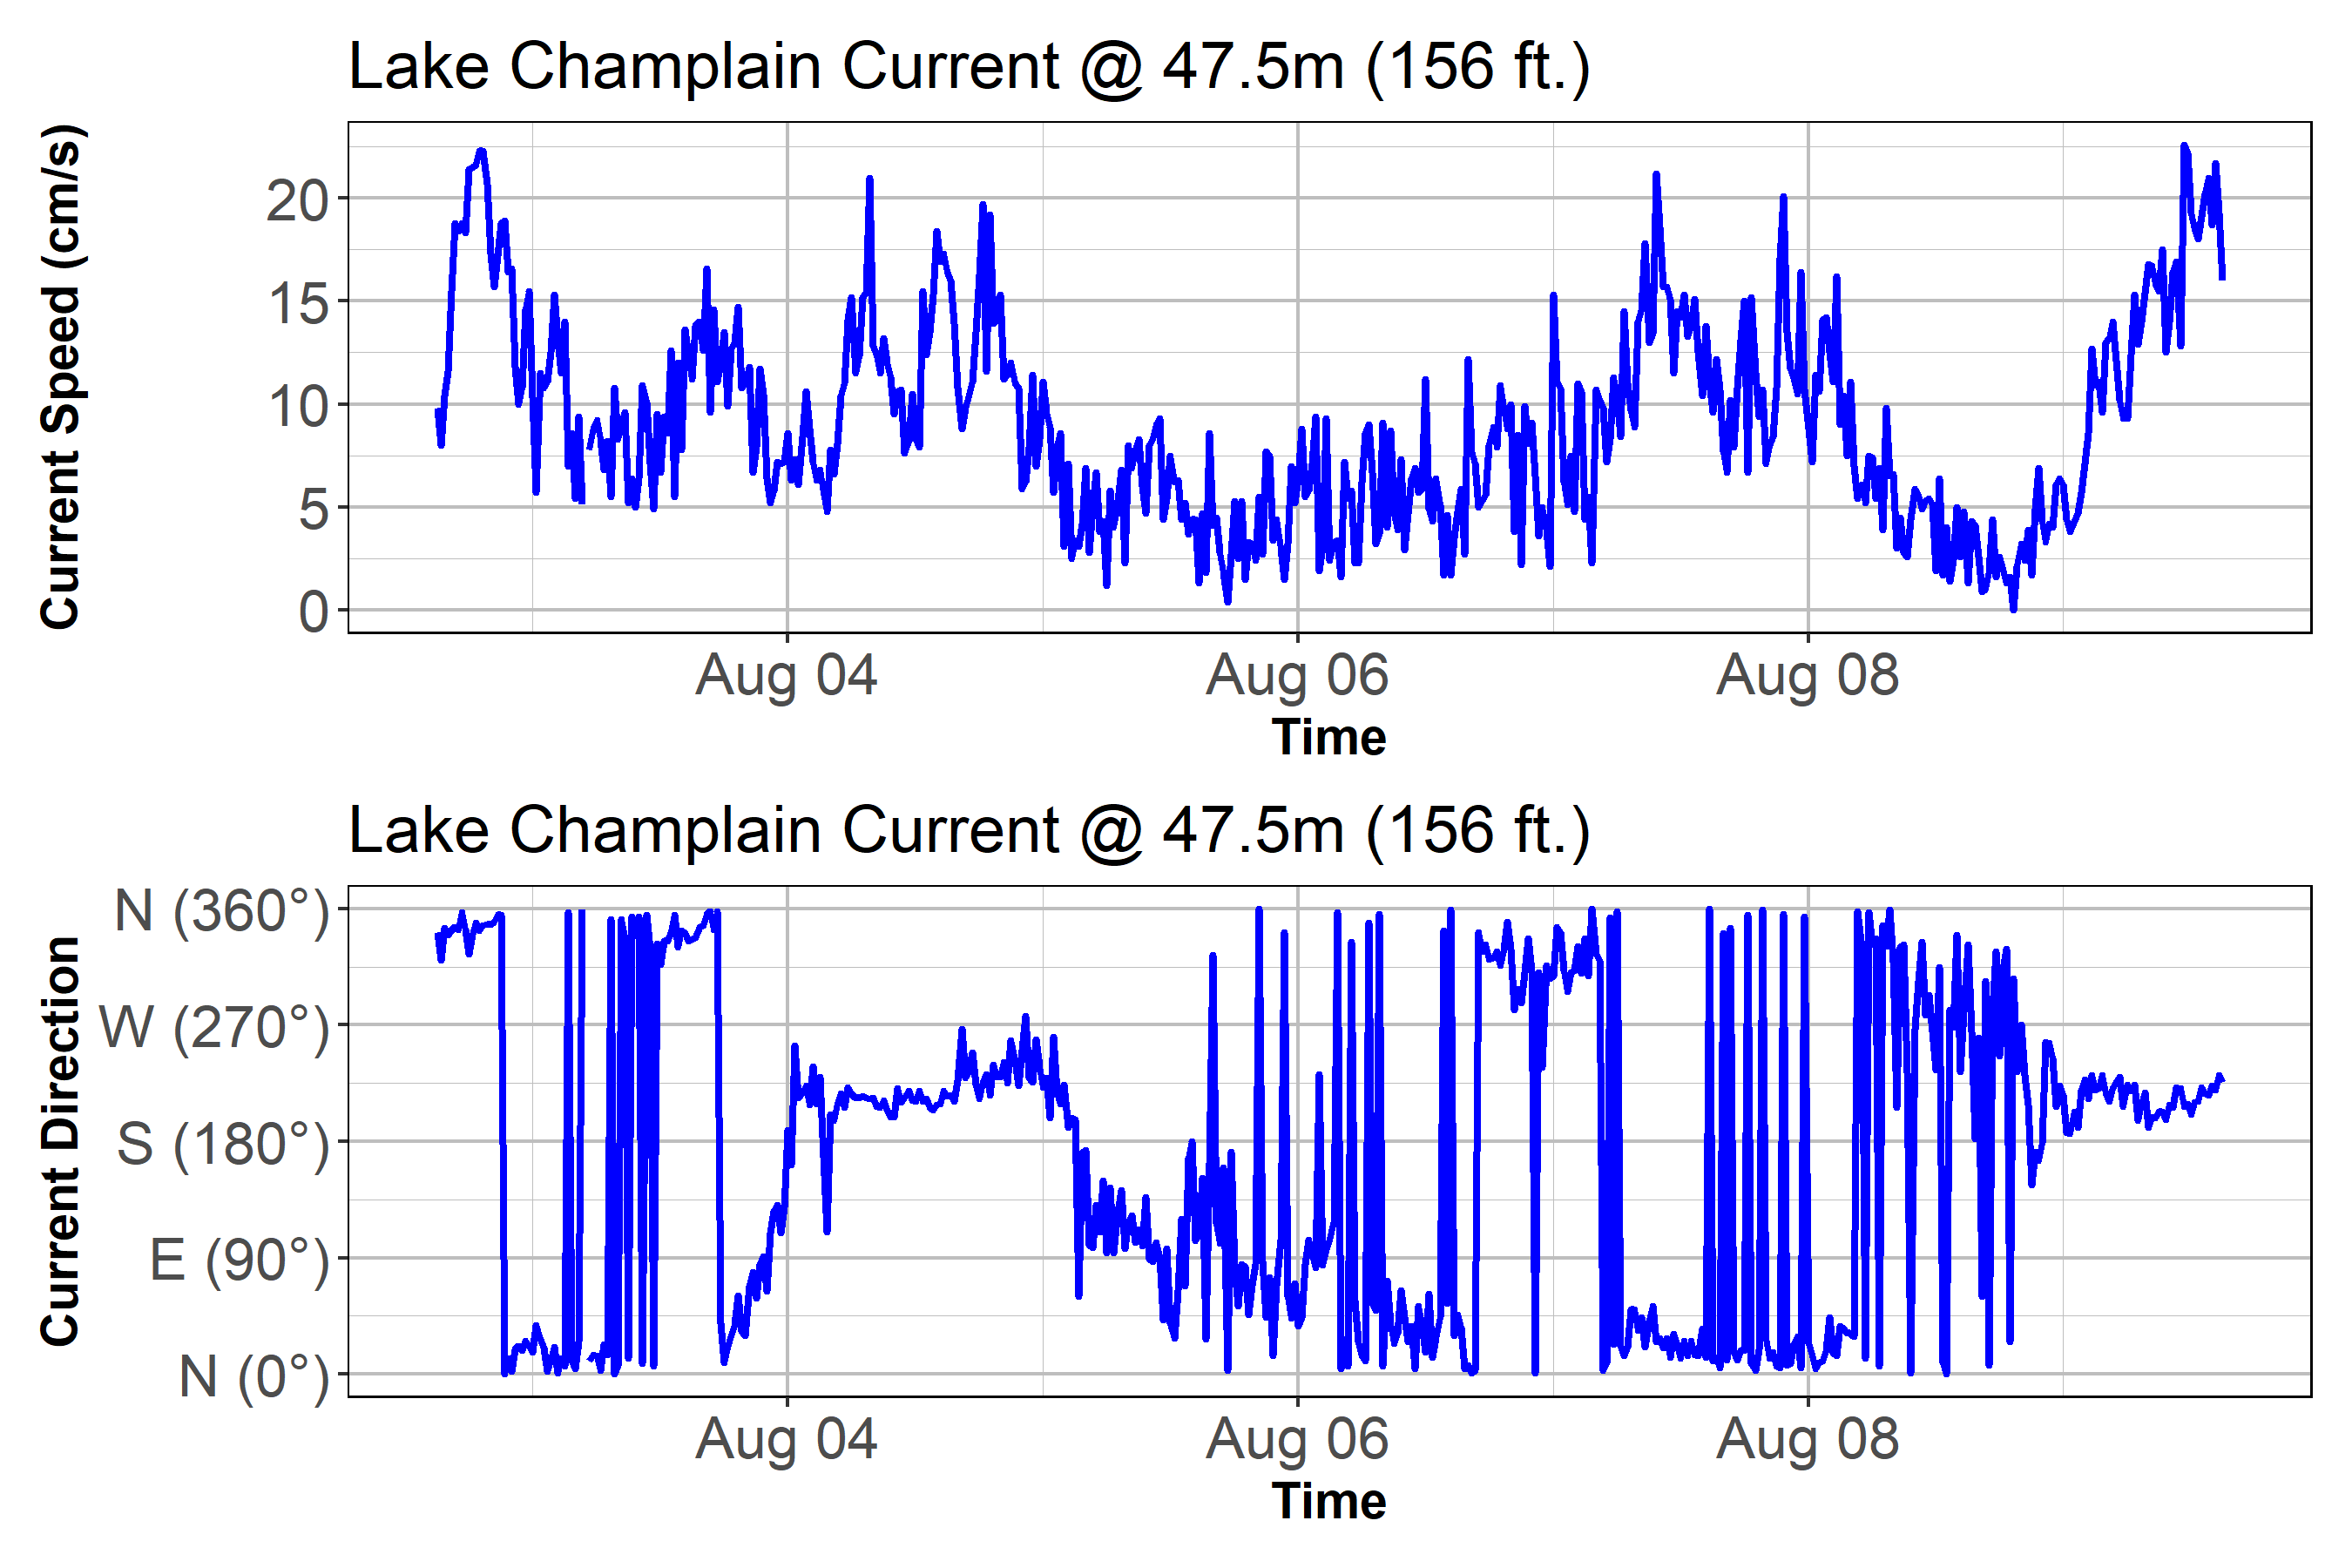 Lake Champlain Current @ 47.5m (156 ft.)
Current Speed (cm/s)
20
15
10
5
0
Aug 04 Aug 06 Aug 08
Time
Lake Champlain Current @ 47.5m (156 ft.)
Current Direction
N (360°)
W (270°)
S (180°)
E (90°)
N (0°)
Aug 04 Aug 06 Aug 08
Time